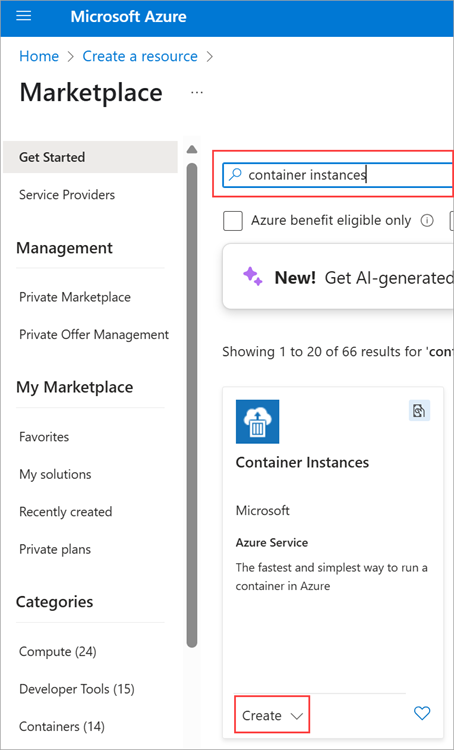 Microsoft Azure
Home > Create a resource >
Marketplace ...
Get Started
Service Providers
Management
Private Marketplace
Private Offer Management
My Marketplace
Favorites
My solutions
Recently created
Private plans
Categories
Compute (24)
Developer Tools (15)
Containers (14)
container instances
Azure benefit eligible only
New! Get AI-generated
Showing 1 to 20 of 66 results for 'con
Container Instances
Microsoft
Azure Service
The fastest and simplest way to run a
container in Azure
Create